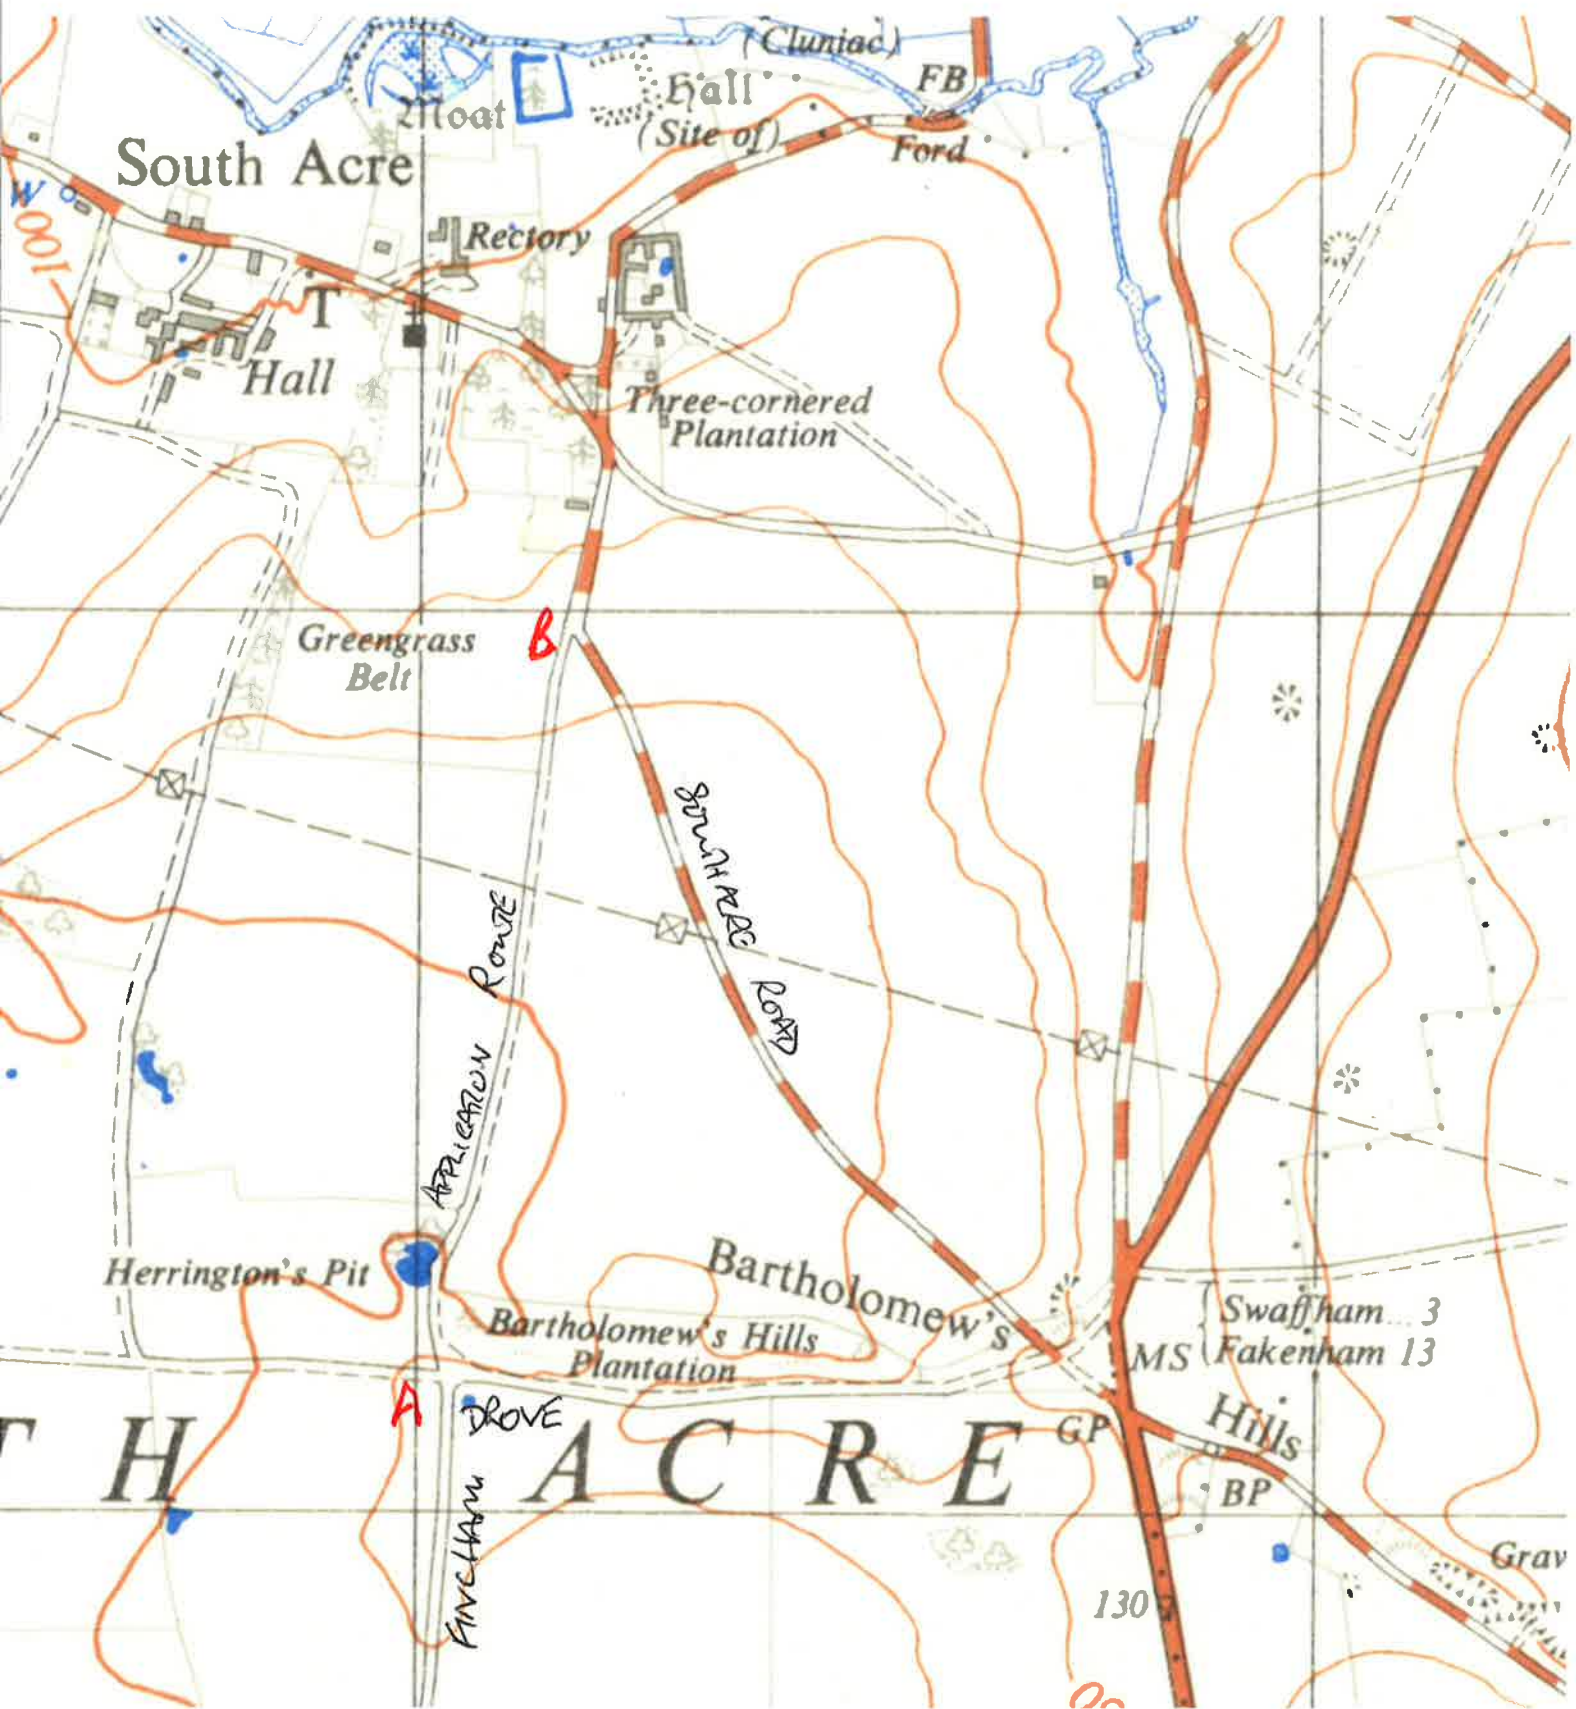 (Cluniac)
FB
Moat
Hall
(Site of)
Ford
South Acre
W
100
Rectory
T
Hall
Three-cornered
Plantation
B
Greengrass
Belt
SOUTH ACRE ROAD
APPLICATION ROUTE
Herrington's Pit
Bartholomew's
Bartholomew's Hills
Plantation
Swaffham... 3
MS Fakenham 13
A
DROVE
FINCHAM
TH ACRE
GP
Hills
BP
Grav
130